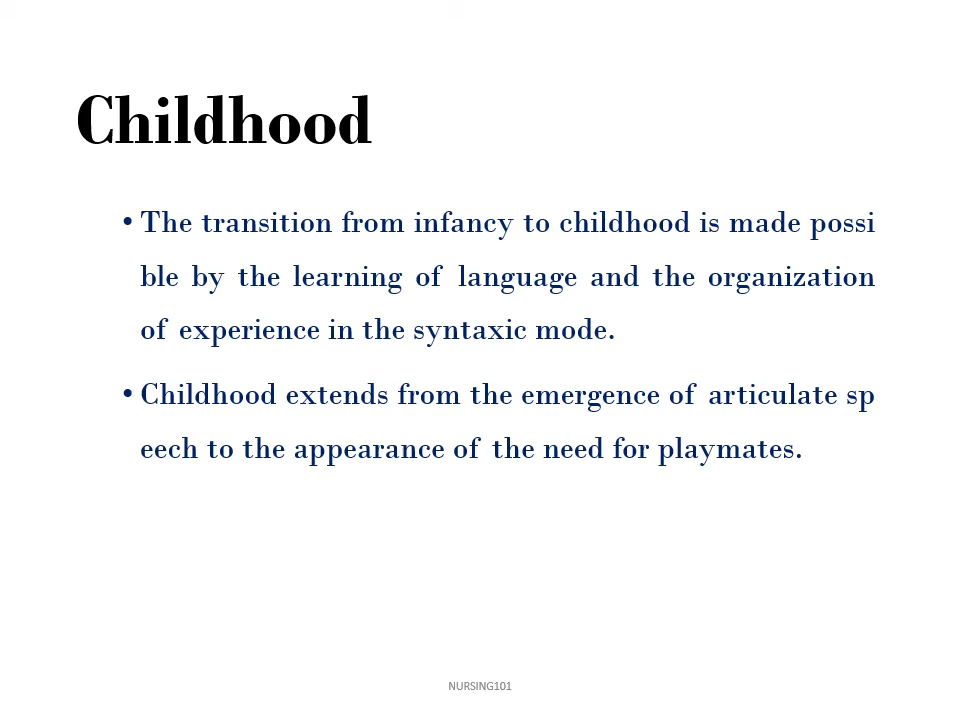 Childhood
• The transition from infancy to childhood is made possi
ble by the learning of language and the organization
of experience in the syntaxic mode.
• Childhood extends from the emergence of articulate sp
eech to the appearance of the need for playmates.
NURSING101